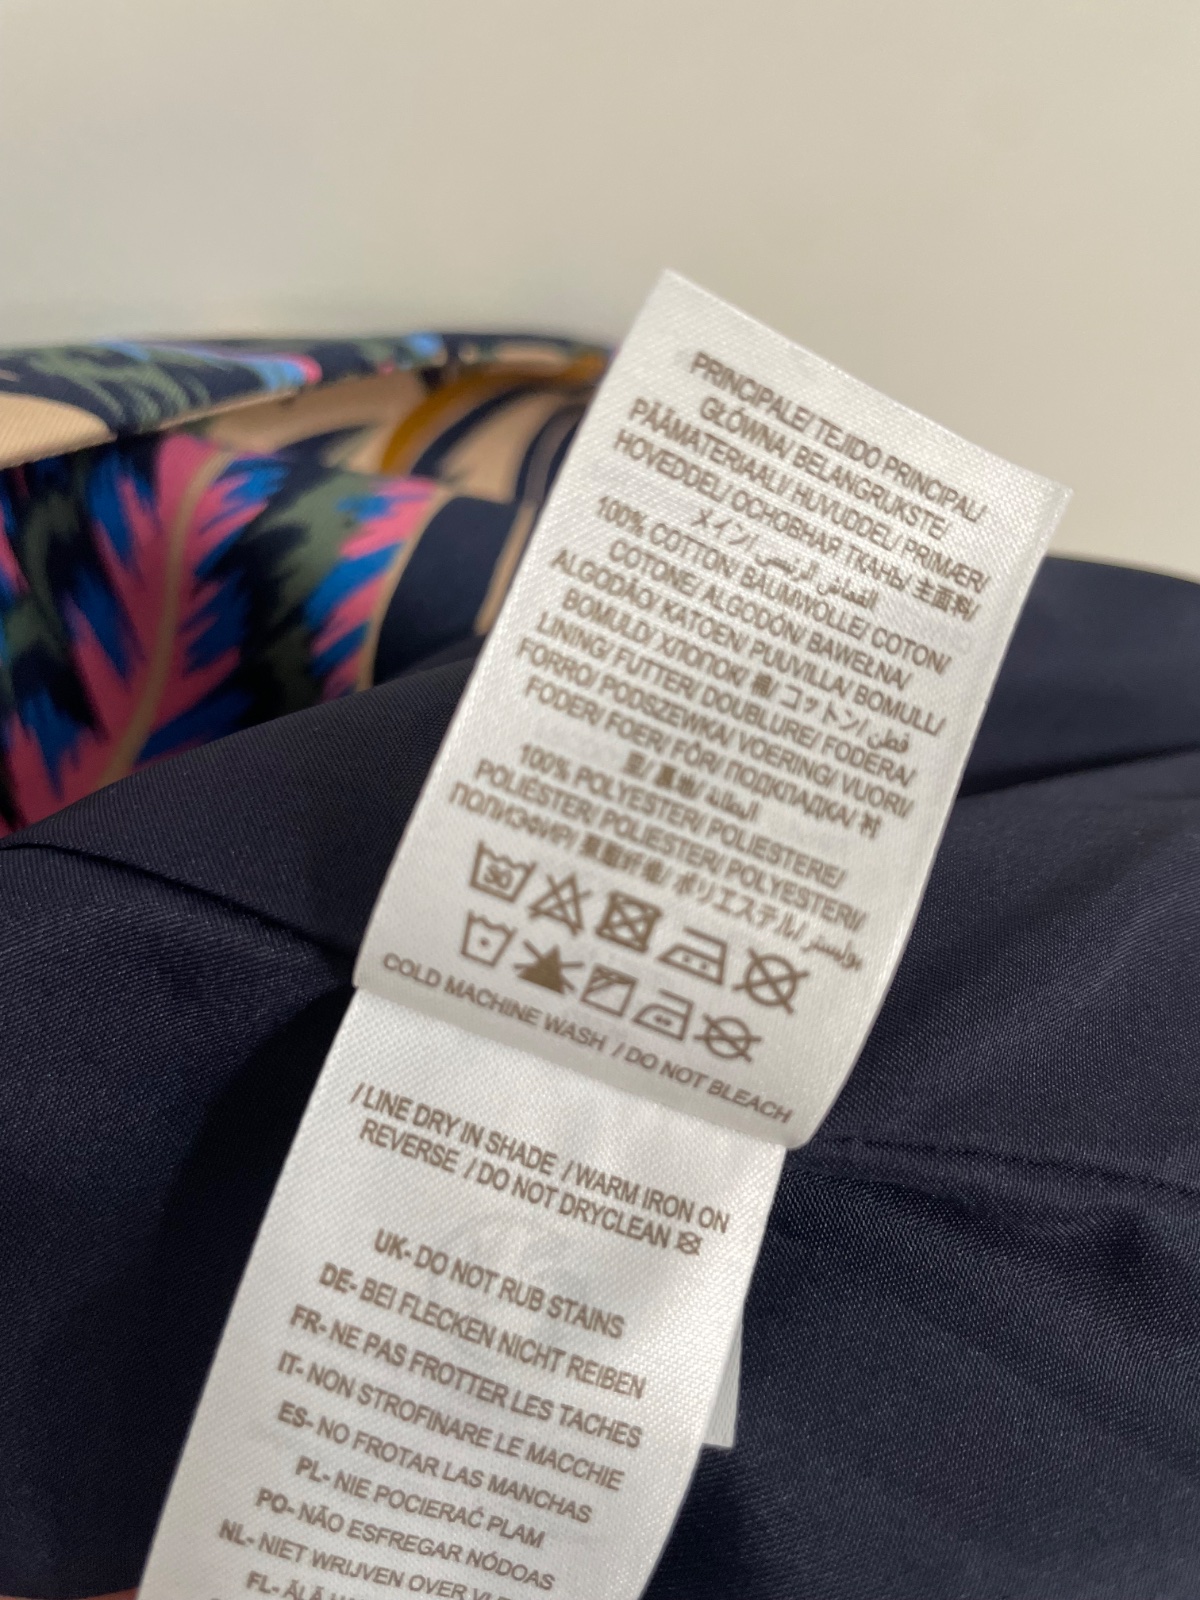 PRINCIPALE/ TEJIDO PRINCIPAL/
GŁÓWNA/ BELANGRIJKSTE/
PÄÄMATERIAALI/ HUVUDDEL/ PRIMÆR/
HOVEDDEL/ ОСНОВНАЯ ТКАНЬ/ 主面料/
メイン/ القماش الرئيسي
100% COTTON/ BAUMWOLLE/ COTON/
COTONE/ ALGODÓN/ BAWEŁNA/
ALGODÃO/ KATOEN/ PUUVILLA/ BOMULL/
BOMULD/ ХЛОПОК/ 棉/ コットン/ قطن
LINING/ FUTTER/ DOUBLURE/ FODERA/
FORRO/ PODSZEWKA/ VOERING/ VUORI/
FODER/ FOER/ FÔR/ ПОДКЛАДКА/ 衬
里/ 裏地/ البطانة
100% POLYESTER/ POLIESTERE/
POLIÉSTER/ POLIESTER/ POLYESTERI/
ПОЛИЭФИР/ 聚酯纤维/ ポリエステル/ بوليستر
30
COLD MACHINE WASH / DO NOT BLEACH
/ LINE DRY IN SHADE / WARM IRON ON
REVERSE / DO NOT DRYCLEAN
UK- DO NOT RUB STAINS
DE- BEI FLECKEN NICHT REIBEN
FR- NE PAS FROTTER LES TACHES
IT- NON STROFINARE LE MACCHIE
ES- NO FROTAR LAS MANCHAS
PL- NIE POCIERAĆ PLAM
PO- NÃO ESFREGAR NÓDOAS
NL- NIET WRIJVEN OVER
FL- ÄLÄ